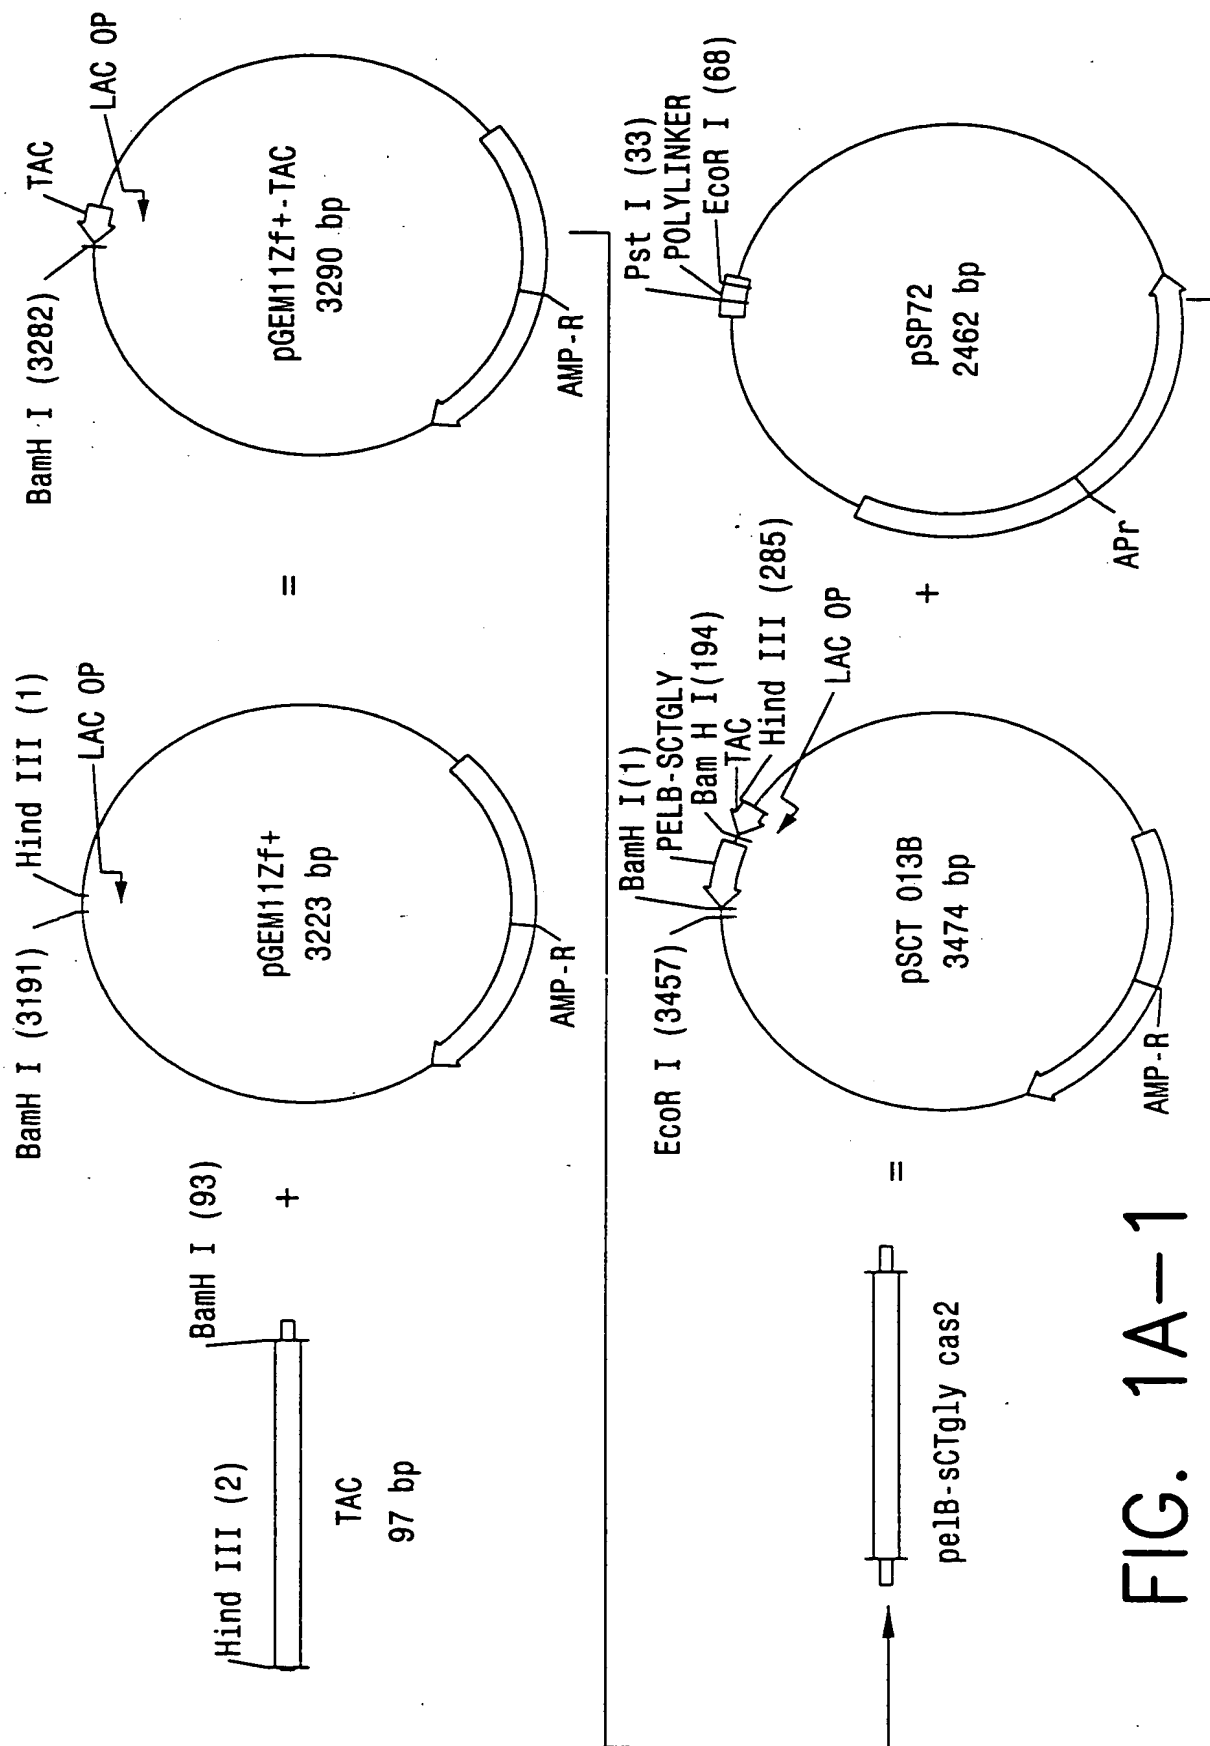 Hind III (2)
BamH I (93)
TAC
97 bp
+
BamH I (3191)
Hind III (1)
LAC OP
pGEM11Zf+
3223 bp
AMP-R
=
BamH I (3282)
TAC
LAC OP
pGEM11Zf+-TAC
3290 bp
AMP-R
pelB-sCTgly cas2
=
EcoR I (3457)
BamH I(1)
PELB-SCTGLY
Bam H I(194)
TAC
Hind III (285)
LAC OP
pSCT 013B
3474 bp
AMP-R
+
Pst I (33)
POLYLINKER
EcoR I (68)
pSP72
2462 bp
APr
FIG. 1A-1